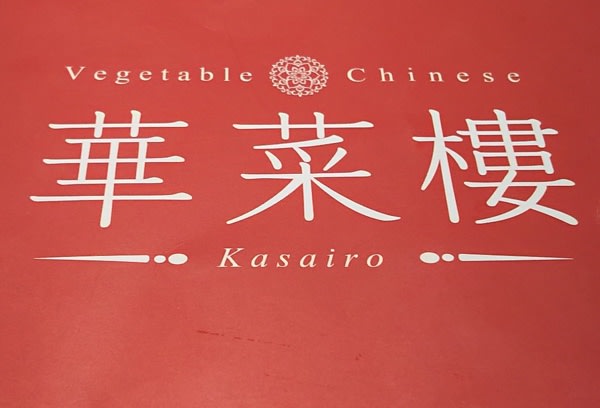 Vegetable Chinese
華菜樓
Kasairo